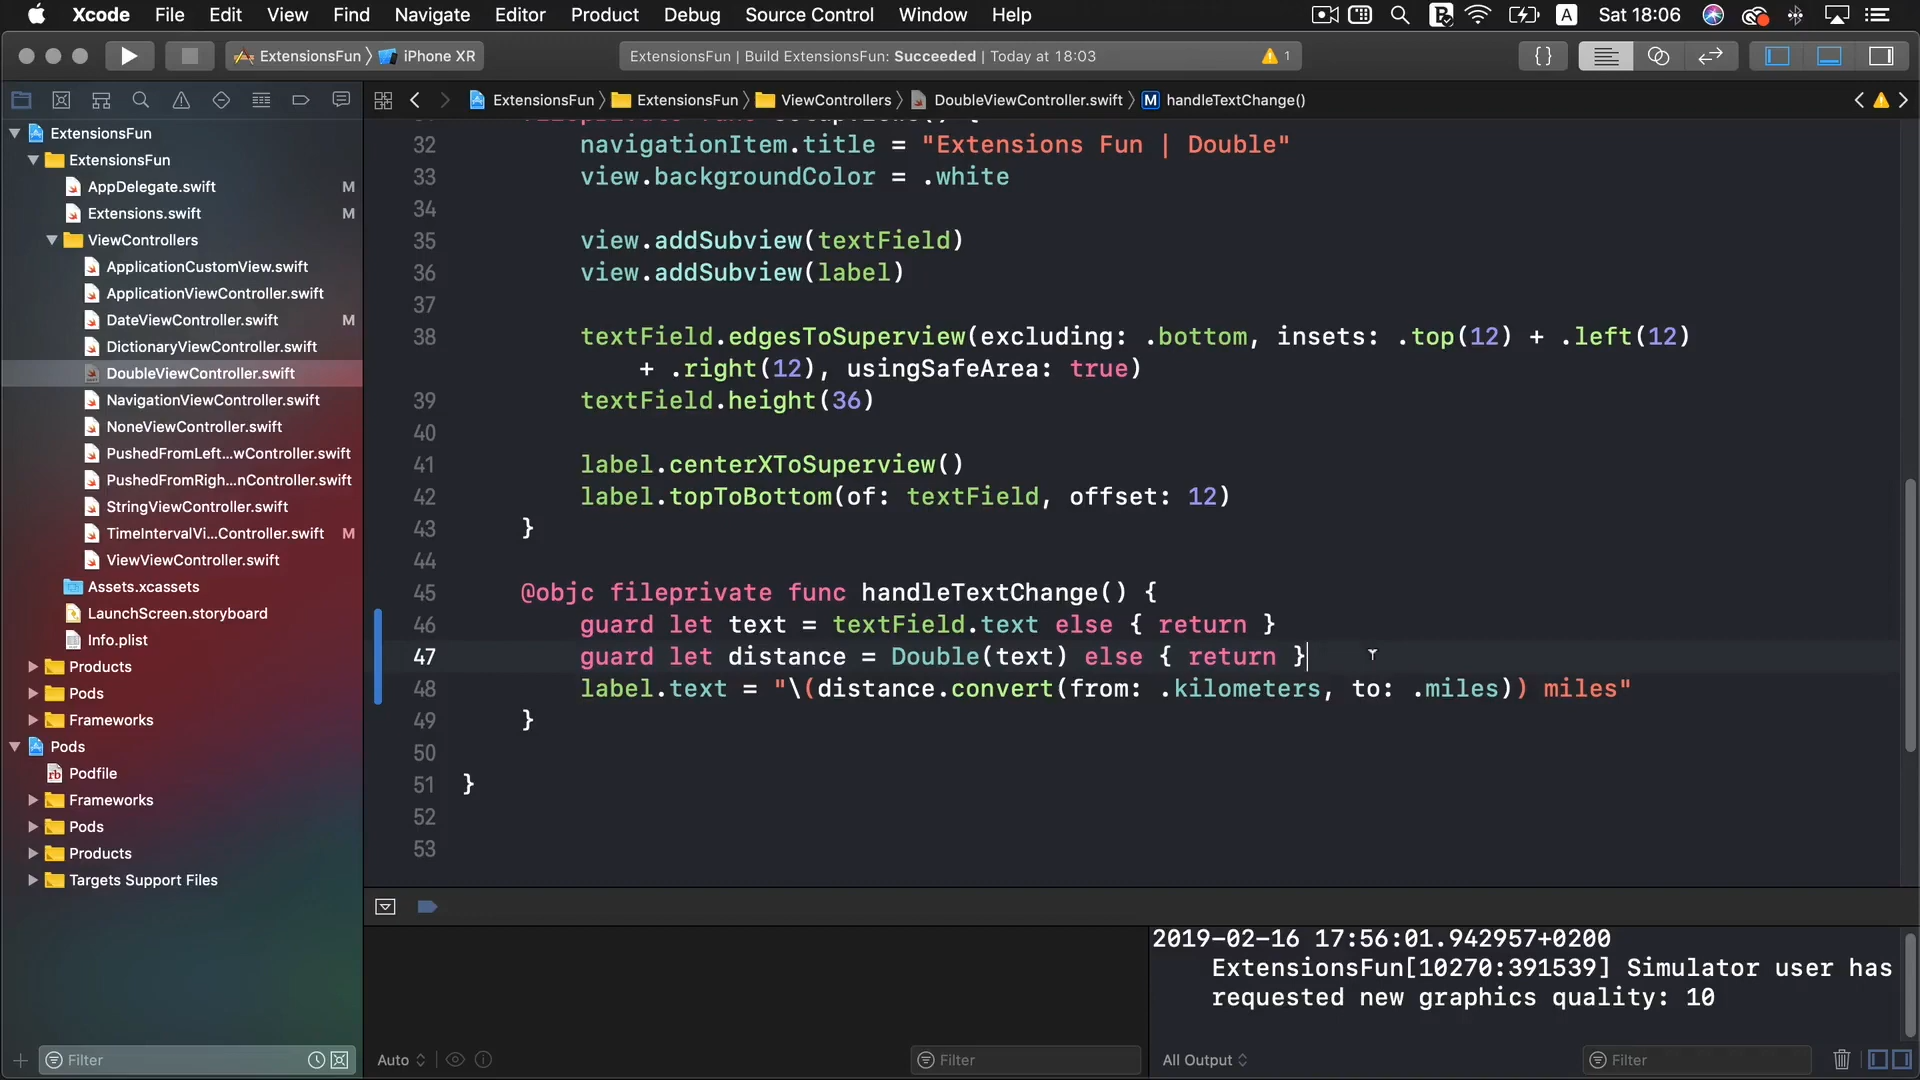 Xcode File Edit View Find Navigate Editor Product Debug Source Control Window Help
A Sat 18:06
ExtensionsFun iPhone XR
ExtensionsFun | Build ExtensionsFun: Succeeded | Today at 18:03
1
{}
ExtensionsFun ExtensionsFun ViewControllers DoubleViewController.swift M handleTextChange()
ExtensionsFun
ExtensionsFun
AppDelegate.swift M
Extensions.swift M
ViewControllers
ApplicationCustomView.swift
ApplicationViewController.swift
DateViewController.swift M
DictionaryViewController.swift
DoubleViewController.swift
NavigationViewController.swift
NoneViewController.swift
PushedFromLeft...wController.swift
PushedFromRigh...nController.swift
StringViewController.swift
TimeIntervalVi...Controller.swift M
ViewViewController.swift
Assets.xcassets
LaunchScreen.storyboard
Info.plist
Products
Pods
Frameworks
Pods
Podfile
Frameworks
Pods
Products
Targets Support Files
Filter
32 navigationItem.title = "Extensions Fun | Double"
33 view.backgroundColor = .white
34
35 view.addSubview(textField)
36 view.addSubview(label)
37
38 textField.edgesToSuperview(excluding: .bottom, insets: .top(12) + .left(12)
+ .right(12), usingSafeArea: true)
39 textField.height(36)
40
41 label.centerXToSuperview()
42 label.topToBottom(of: textField, offset: 12)
43 }
44
45 @objc fileprivate func handleTextChange() {
46 guard let text = textField.text else { return }
47 guard let distance = Double(text) else { return }
48 label.text = "\(distance.convert(from: .kilometers, to: .miles)) miles"
49 }
50
51 }
52
53
2019-02-16 17:56:01.942957+0200
ExtensionsFun[10270:391539] Simulator user has
requested new graphics quality: 10
Auto
Filter
All Output
Filter